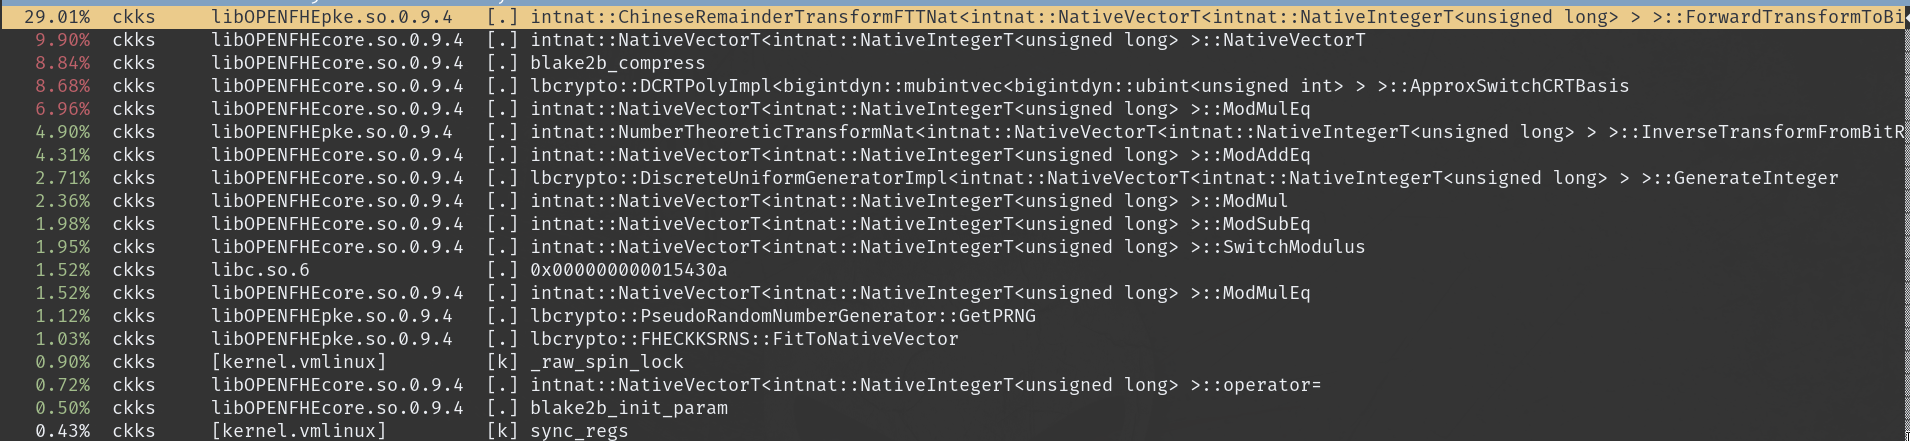 29.01% ckks libOPENFHEpke.so.0.9.4 [.] intnat::ChineseRemainderTransformFTTNat<intnat::NativeVectorT<intnat::NativeIntegerT<unsigned long> > >::ForwardTransformToBi
9.90% ckks libOPENFHEcore.so.0.9.4 [.] intnat::NativeVectorT<intnat::NativeIntegerT<unsigned long> >::NativeVectorT
8.84% ckks libOPENFHEcore.so.0.9.4 [.] blake2b_compress
8.68% ckks libOPENFHEcore.so.0.9.4 [.] lbcrypto::DCRTPolyImpl<bigintdyn::mubintvec<bigintdyn::ubint<unsigned int> > >::ApproxSwitchCRTBasis
6.96% ckks libOPENFHEcore.so.0.9.4 [.] intnat::NativeVectorT<intnat::NativeIntegerT<unsigned long> >::ModMulEq
4.90% ckks libOPENFHEpke.so.0.9.4 [.] intnat::NumberTheoreticTransformNat<intnat::NativeVectorT<intnat::NativeIntegerT<unsigned long> > >::InverseTransformFromBitR
4.31% ckks libOPENFHEcore.so.0.9.4 [.] intnat::NativeVectorT<intnat::NativeIntegerT<unsigned long> >::ModAddEq
2.71% ckks libOPENFHEcore.so.0.9.4 [.] lbcrypto::DiscreteUniformGeneratorImpl<intnat::NativeVectorT<intnat::NativeIntegerT<unsigned long> > >::GenerateInteger
2.36% ckks libOPENFHEcore.so.0.9.4 [.] intnat::NativeVectorT<intnat::NativeIntegerT<unsigned long> >::ModMul
1.98% ckks libOPENFHEcore.so.0.9.4 [.] intnat::NativeVectorT<intnat::NativeIntegerT<unsigned long> >::ModSubEq
1.95% ckks libOPENFHEcore.so.0.9.4 [.] intnat::NativeVectorT<intnat::NativeIntegerT<unsigned long> >::SwitchModulus
1.52% ckks libc.so.6 [.] 0x000000000015430a
1.52% ckks libOPENFHEcore.so.0.9.4 [.] intnat::NativeVectorT<intnat::NativeIntegerT<unsigned long> >::ModMulEq
1.12% ckks libOPENFHEpke.so.0.9.4 [.] lbcrypto::PseudoRandomNumberGenerator::GetPRNG
1.03% ckks libOPENFHEpke.so.0.9.4 [.] lbcrypto::FHECKKSRNS::FitToNativeVector
0.90% ckks [kernel.vmlinux] [k] _raw_spin_lock
0.72% ckks libOPENFHEcore.so.0.9.4 [.] intnat::NativeVectorT<intnat::NativeIntegerT<unsigned long> >::operator=
0.50% ckks libOPENFHEcore.so.0.9.4 [.] blake2b_init_param
0.43% ckks [kernel.vmlinux] [k] sync_regs